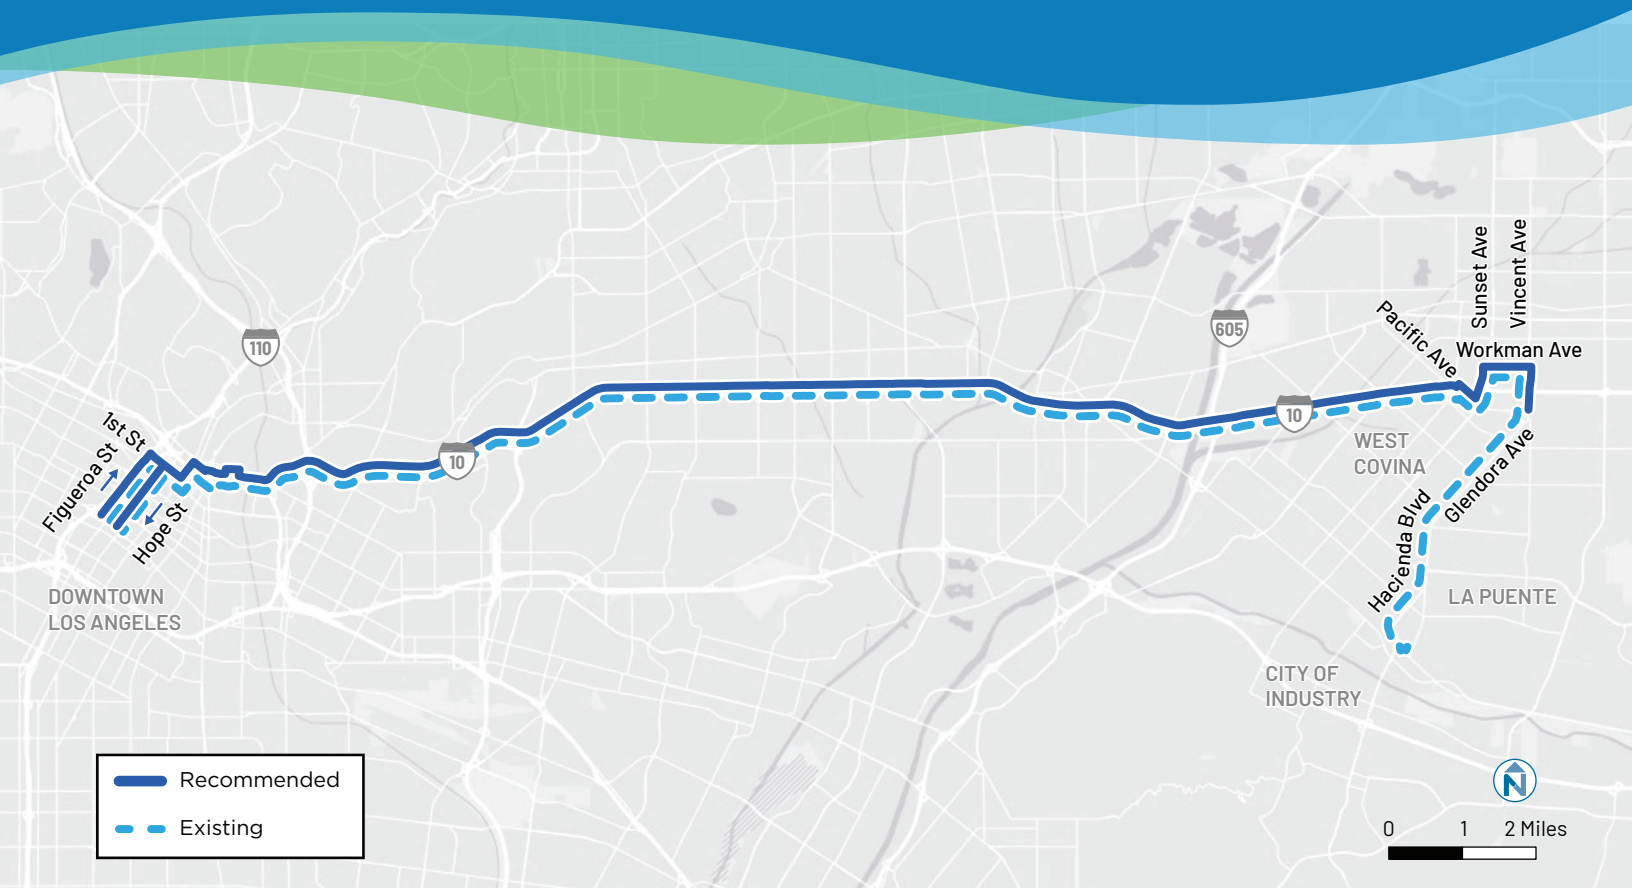 110
605
Sunset Ave
Vincent Ave
Pacific Ave
Workman Ave
10
WEST
COVINA
1st St
Figueroa St
10
Hope St
Glendora Ave
Hacienda Blvd
DOWNTOWN
LOS ANGELES
LA PUENTE
CITY OF
INDUSTRY
Recommended
Existing
N
0 1 2 Miles